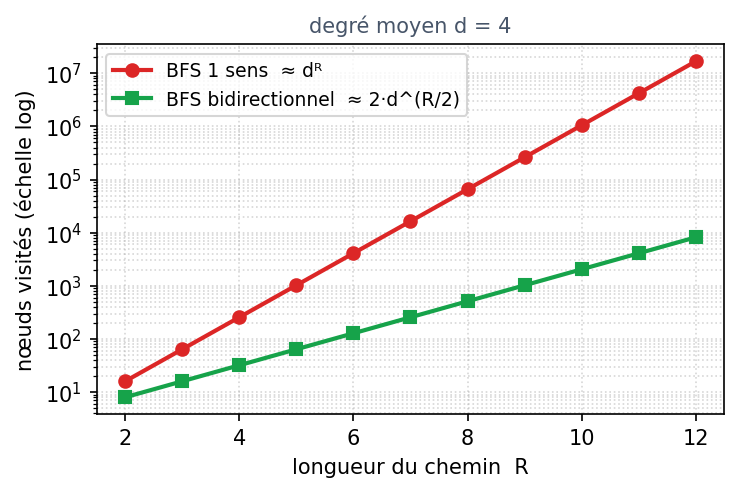 degré moyen d = 4
BFS 1 sens ≈ dᴿ
BFS bidirectionnel ≈ 2·d^(R/2)
nœuds visités (échelle log)
10⁷
10⁶
10⁵
10⁴
10³
10²
10¹
2 4 6 8 10 12
longueur du chemin R